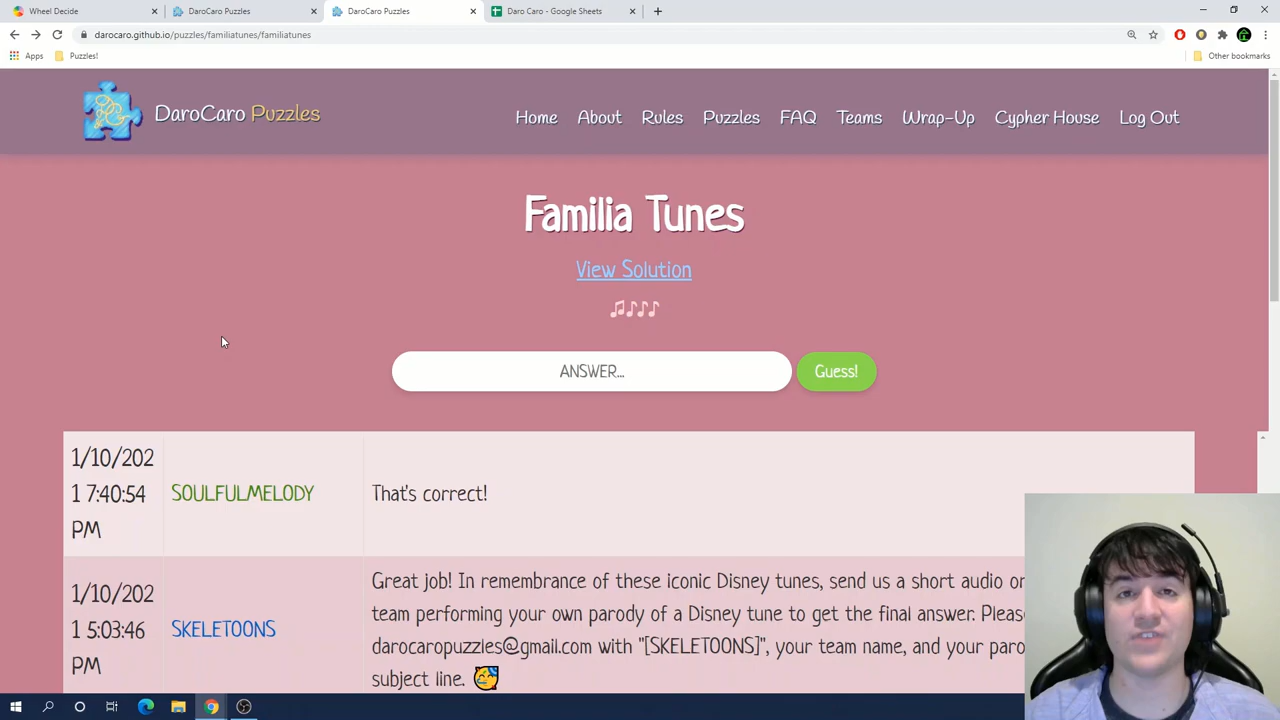 Wheel Decide
DaroCaro Puzzles
DaroCaro Puzzles
Daro Caro - Google Sheets
darocaro.github.io/puzzles/familiatunes/familiatunes
Apps
Puzzles!
Other bookmarks
DaroCaro Puzzles
Home
About
Rules
Puzzles
FAQ
Teams
Wrap-Up
Cypher House
Log Out
Familia Tunes
View Solution
♫♪♪♪
ANSWER...
Guess!
1/10/202
1 7:40:54
PM
SOULFULMELODY
That's correct!
1/10/202
1 5:03:46
PM
SKELETOONS
Great job! In remembrance of these iconic Disney tunes, send us a short audio or
team performing your own parody of a Disney tune to get the final answer. Please
darocaropuzzles@gmail.com with "[SKELETOONS]", your team name, and your paro
subject line. 🥳